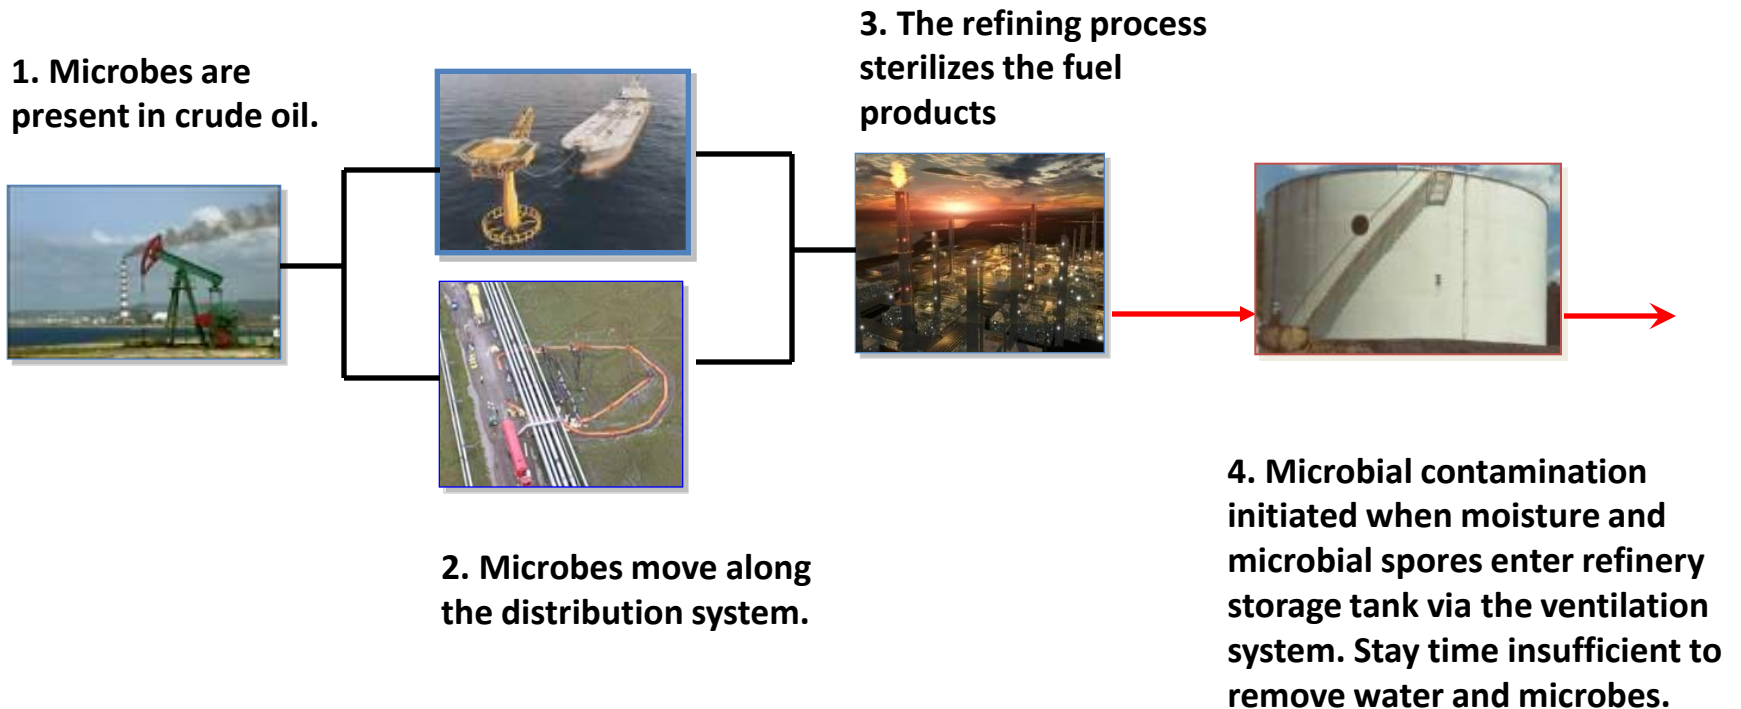 1. Microbes are
present in crude oil.
2. Microbes move along
the distribution system.
3. The refining process
sterilizes the fuel
products
4. Microbial contamination
initiated when moisture and
microbial spores enter refinery
storage tank via the ventilation
system. Stay time insufficient to
remove water and microbes.